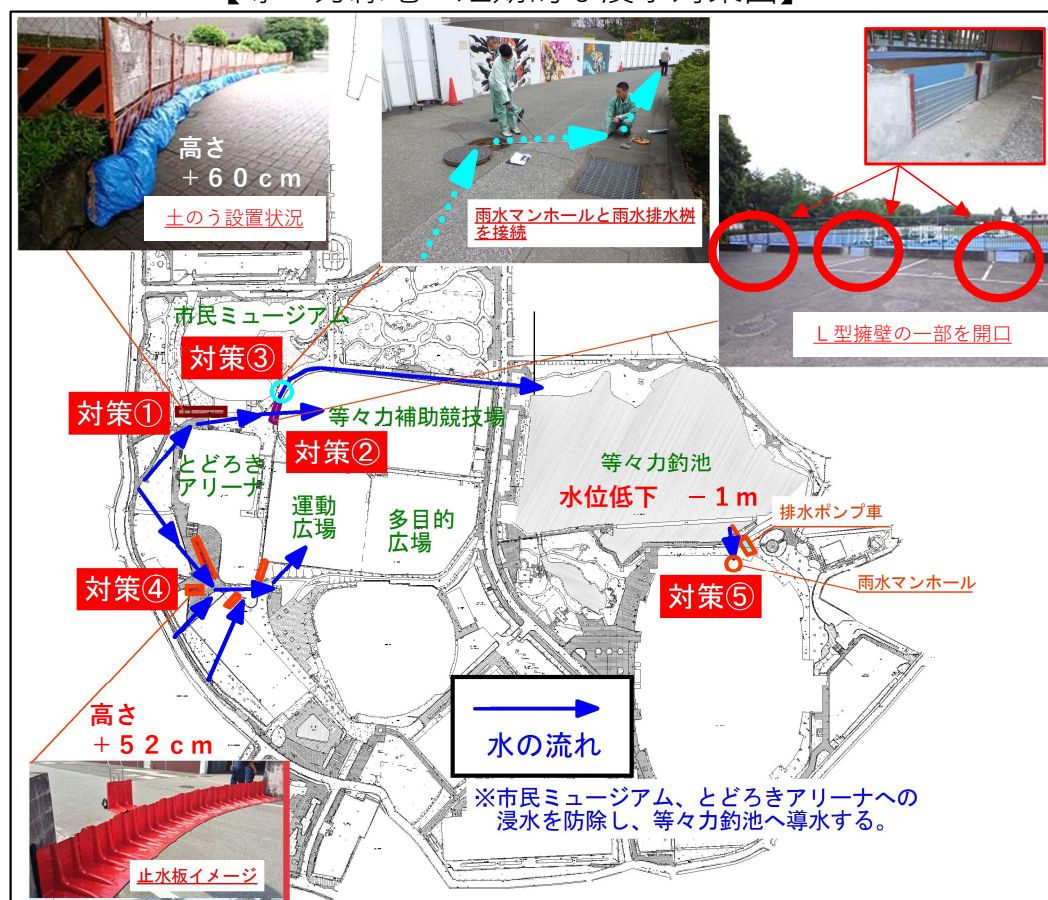 高さ
＋６０ｃｍ
土のう設置状況
雨水マンホールと雨水排水桝
を接続
Ｌ型擁壁の一部を開口
市民ミュージアム
対策③
対策①
等々力補助競技場
対策②
とどろき
アリーナ
等々力釣池
水位低下　－１ｍ
運動
広場
多目的
広場
排水ポンプ車
対策④
対策⑤
雨水マンホール
高さ
＋５２ｃｍ
水の流れ
※市民ミュージアム、とどろきアリーナへの
浸水を防除し、等々力釣池へ導水する。
止水板イメージ